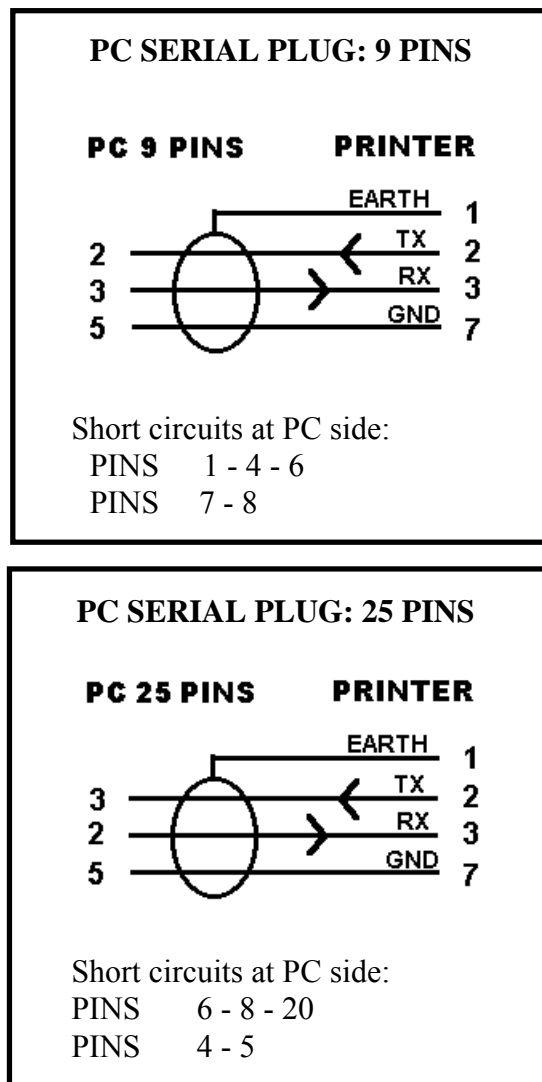 PC SERIAL PLUG: 9 PINS
PC 9 PINS PRINTER
EARTH 1
2 TX 2
3 RX 3
5 GND 7
Short circuits at PC side:
PINS 1 - 4 - 6
PINS 7 - 8
PC SERIAL PLUG: 25 PINS
PC 25 PINS PRINTER
EARTH 1
3 TX 2
2 RX 3
5 GND 7
Short circuits at PC side:
PINS 6 - 8 - 20
PINS 4 - 5